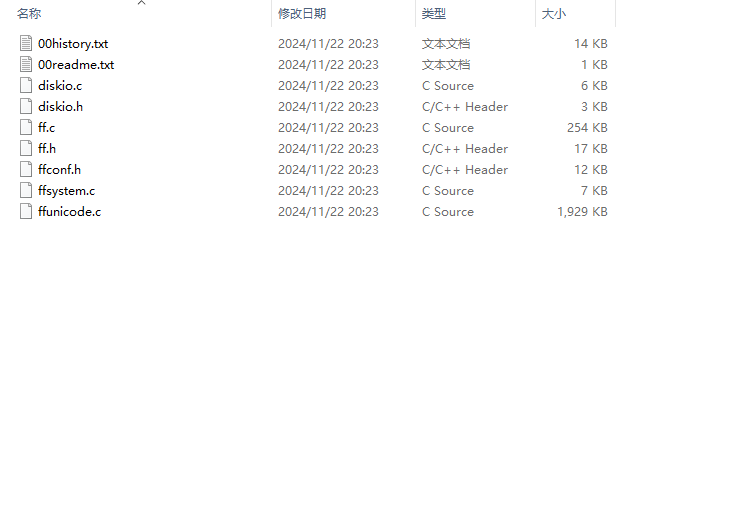 名称 修改日期 类型 大小
00history.txt 2024/11/22 20:23 文本文档 14 KB
00readme.txt 2024/11/22 20:23 文本文档 1 KB
diskio.c 2024/11/22 20:23 C Source 6 KB
diskio.h 2024/11/22 20:23 C/C++ Header 3 KB
ff.c 2024/11/22 20:23 C Source 254 KB
ff.h 2024/11/22 20:23 C/C++ Header 17 KB
ffconf.h 2024/11/22 20:23 C/C++ Header 12 KB
ffsystem.c 2024/11/22 20:23 C Source 7 KB
ffunicode.c 2024/11/22 20:23 C Source 1,929 KB